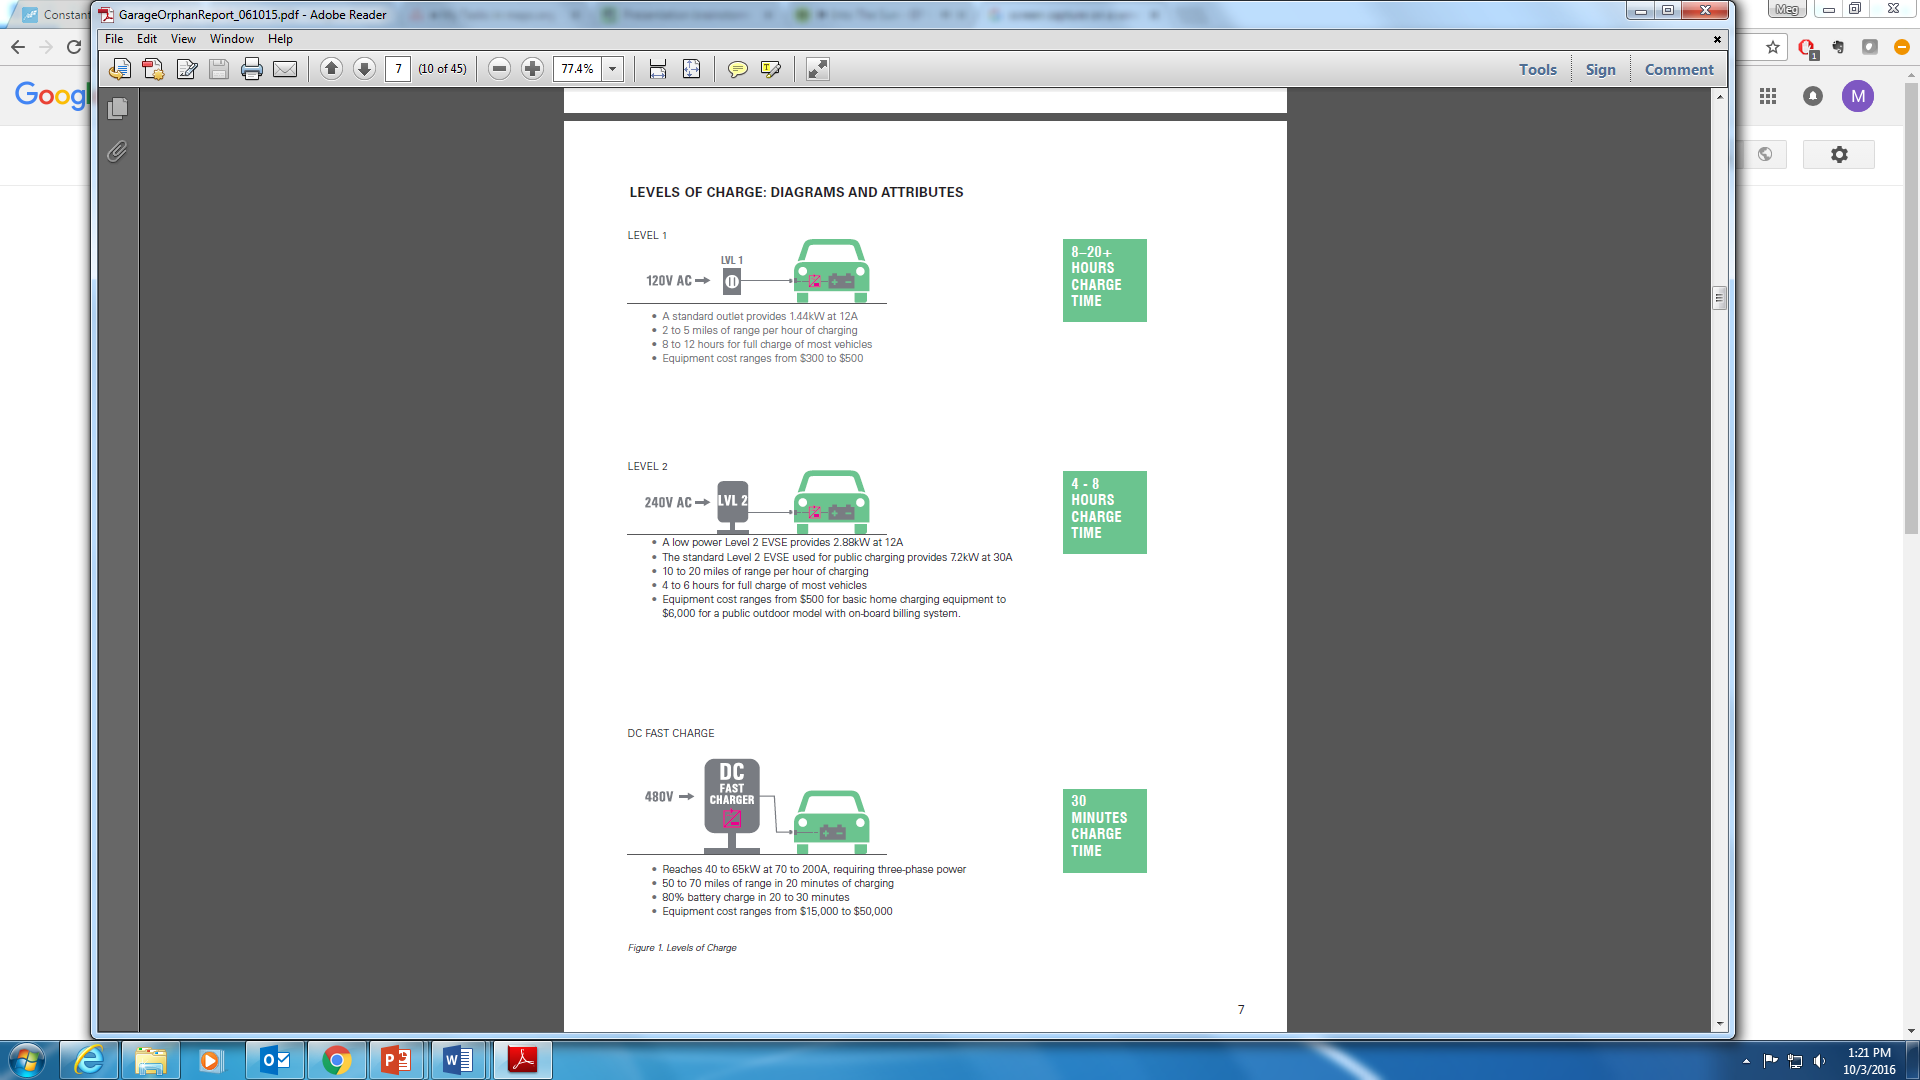 Constant
GarageOrphanReport_061015.pdf - Adobe Reader
Meg
File Edit View Window Help
7 (10 of 45) 77.4% Tools Sign Comment
Goog
M
LEVELS OF CHARGE: DIAGRAMS AND ATTRIBUTES
LEVEL 1
LVL 1
120V AC
8–20+
HOURS
CHARGE
TIME
• A standard outlet provides 1.44kW at 12A
• 2 to 5 miles of range per hour of charging
• 8 to 12 hours for full charge of most vehicles
• Equipment cost ranges from $300 to $500
LEVEL 2
240V AC
LVL 2
4 - 8
HOURS
CHARGE
TIME
• A low power Level 2 EVSE provides 2.88kW at 12A
• The standard Level 2 EVSE used for public charging provides 7.2kW at 30A
• 10 to 20 miles of range per hour of charging
• 4 to 6 hours for full charge of most vehicles
• Equipment cost ranges from $500 for basic home charging equipment to
$6,000 for a public outdoor model with on-board billing system.
DC FAST CHARGE
DC
FAST
CHARGER
480V
30
MINUTES
CHARGE
TIME
• Reaches 40 to 65kW at 70 to 200A, requiring three-phase power
• 50 to 70 miles of range in 20 minutes of charging
• 80% battery charge in 20 to 30 minutes
• Equipment cost ranges from $15,000 to $50,000
Figure 1. Levels of Charge
7
1:21 PM
10/3/2016